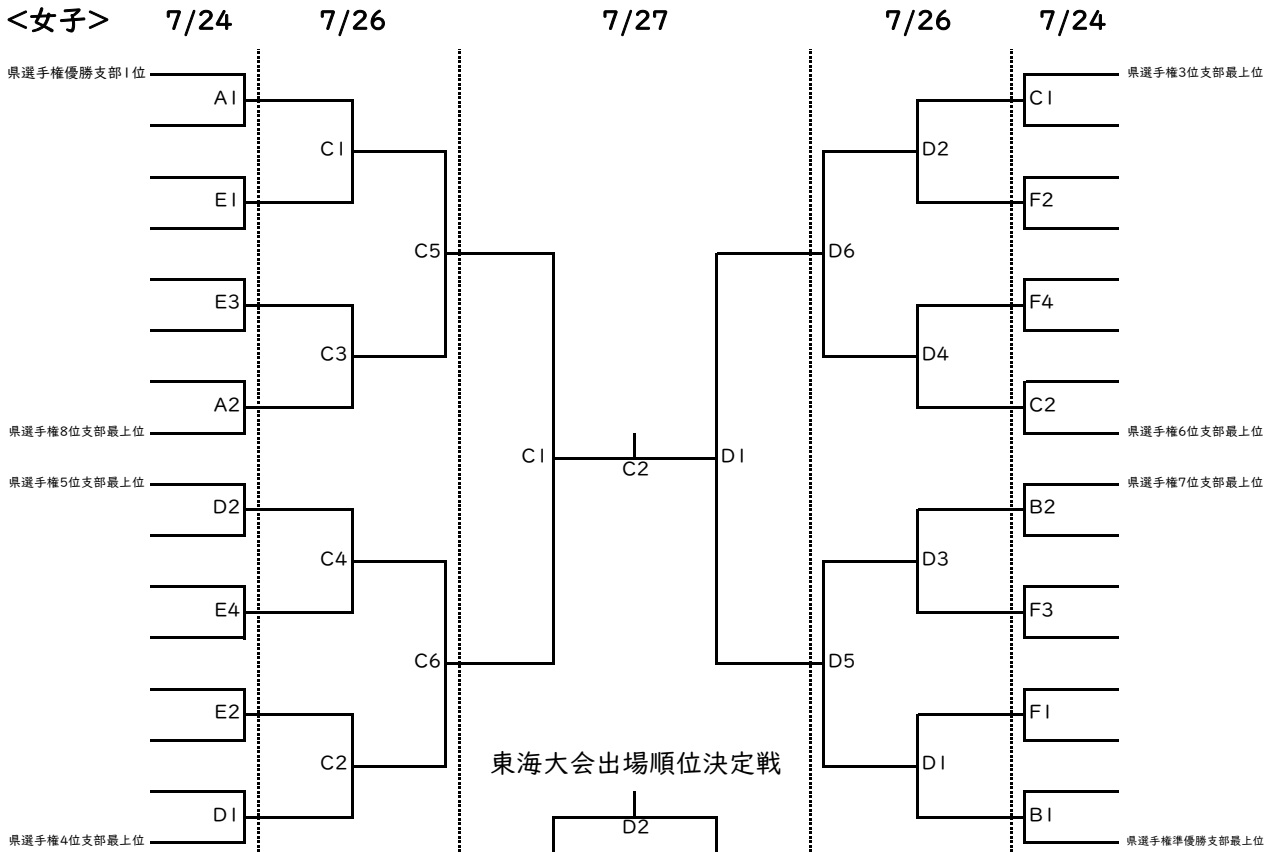 <女子> 7/24 7/26 7/27 7/26 7/24
県選手権優勝支部1位 県選手権3位支部最上位
A1 C1
C1 D2
E1 F2
C5 D6
E3 F4
C3 D4
A2 C2
県選手権8位支部最上位 県選手権6位支部最上位
C1 C2 D1
県選手権5位支部最上位 県選手権7位支部最上位
D2 B2
C4 D3
E4 F3
C6 D5
E2 F1
C2 東海大会出場順位決定戦 D1
D1 D2 B1
県選手権4位支部最上位 県選手権準優勝支部最上位